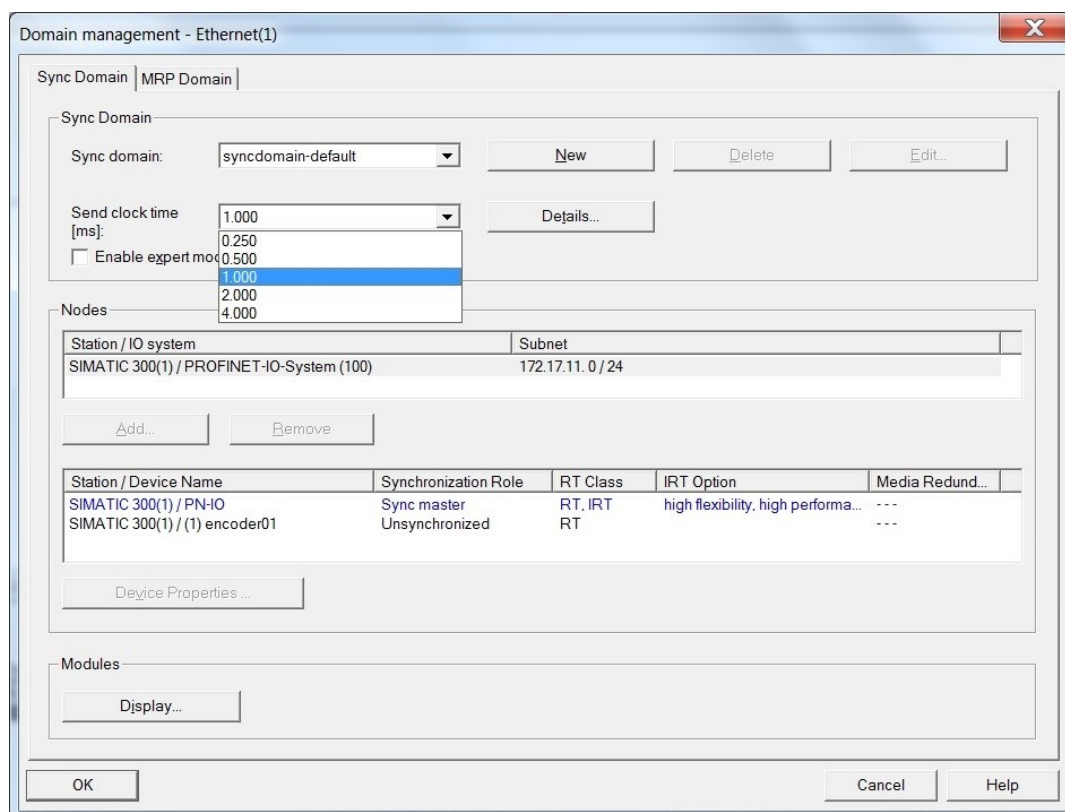 Domain management - Ethernet(1)
Sync Domain MRP Domain
Sync Domain
Sync domain: syncdomain-default New Delete Edit...
Send clock time [ms]: 1.000 Details...
0.250
Enable expert mod 0.500
1.000
2.000
4.000
Nodes
Station / IO system Subnet
SIMATIC 300(1) / PROFINET-IO-System (100) 172.17.11. 0 / 24
Add... Remove
Station / Device Name Synchronization Role RT Class IRT Option Media Redund...
SIMATIC 300(1) / PN-IO Sync master RT, IRT high flexibility, high performa... ---
SIMATIC 300(1) / (1) encoder01 Unsynchronized RT ---
Device Properties ...
Modules
Display...
OK Cancel Help